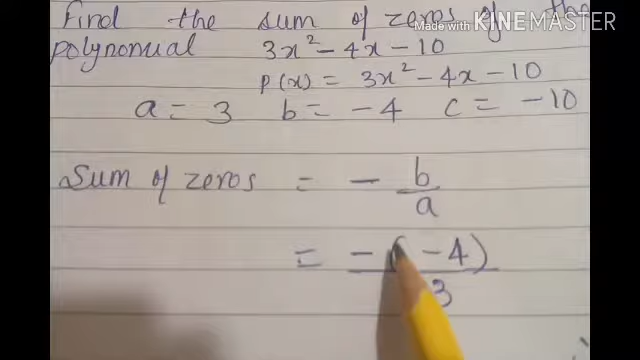 Find the sum of zeros of the
Made with KINEMASTER
polynomial 3x² - 4x - 10
p(x) = 3x² - 4x - 10
a = 3 b = -4 c = -10
Sum of zeros = - b/a
= -(-4)/3